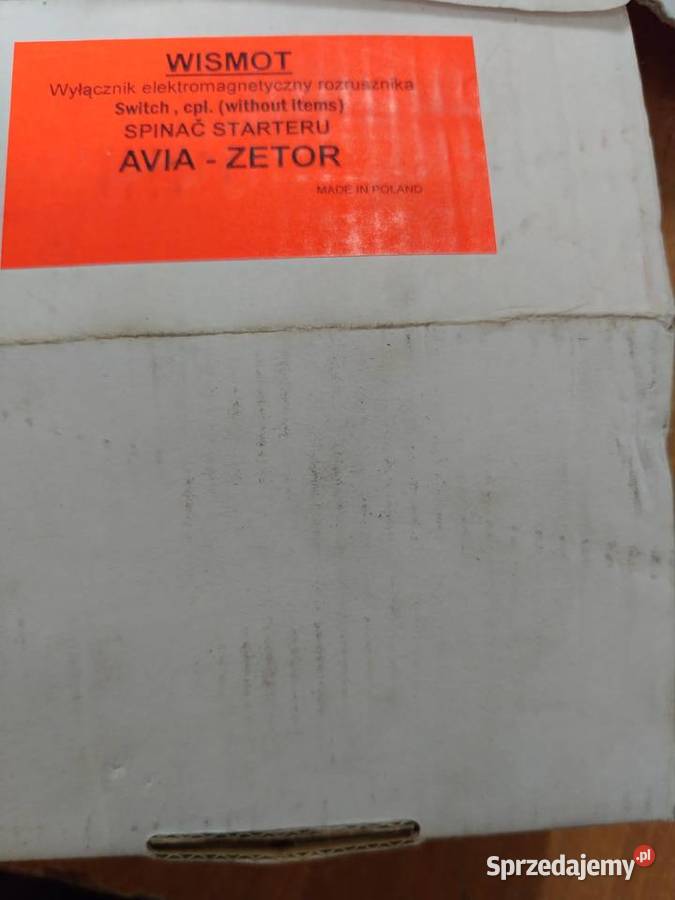 WISMOT
Wyłącznik elektromagnetyczny rozrusznika
Switch , cpl. (without items)
SPINAČ STARTERU
AVIA - ZETOR
MADE IN POLAND
Sprzedajemy.pl